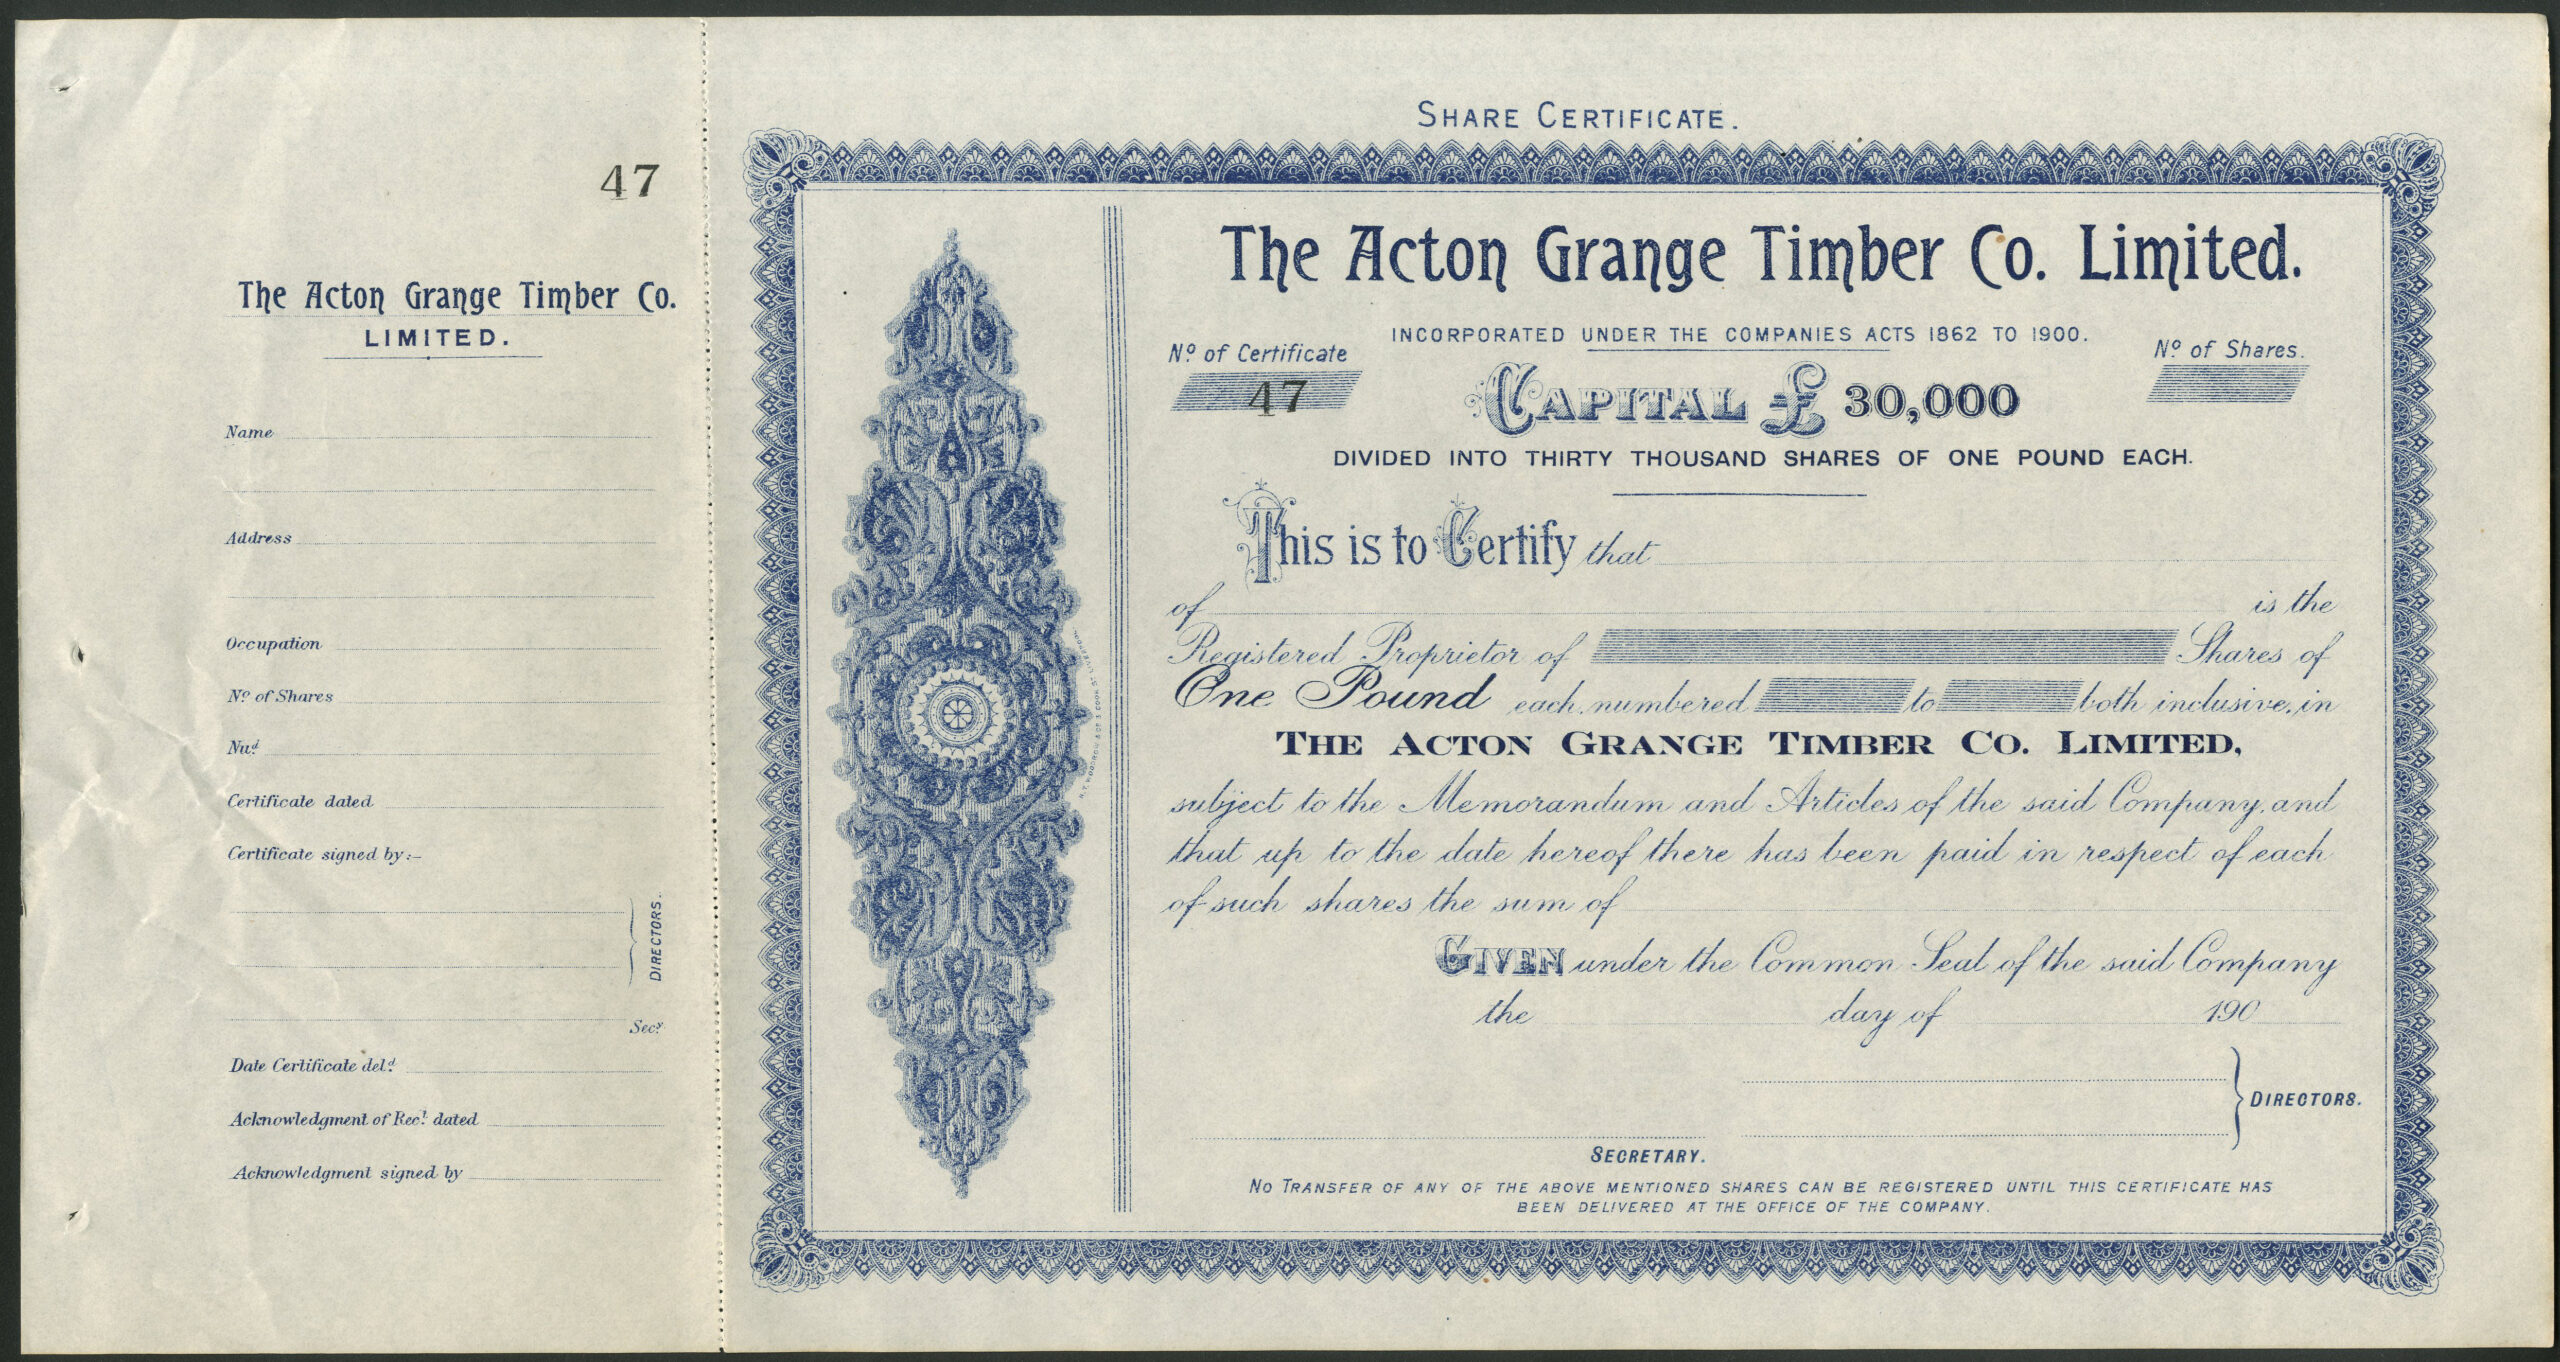 47
The Acton Grange Timber Co.
LIMITED.
Name
Address
Occupation
No. of Shares
Nud.
Certificate dated
Certificate signed by:–
DIRECTORS.
Secy.
Date Certificate deld.
Acknowledgment of Rect. dated
Acknowledgment signed by
SHARE CERTIFICATE.
The Acton Grange Timber Co. Limited.
INCORPORATED UNDER THE COMPANIES ACTS 1862 TO 1900.
No. of Certificate
47
No. of Shares.
CAPITAL £ 30,000
DIVIDED INTO THIRTY THOUSAND SHARES OF ONE POUND EACH.
This is to Certify that
of is the
Registered Proprietor of Shares of
One Pound each, numbered to both inclusive, in
THE ACTON GRANGE TIMBER CO. LIMITED,
subject to the Memorandum and Articles of the said Company, and
that up to the date hereof there has been paid in respect of each
of such shares the sum of
GIVEN under the Common Seal of the said Company
the day of 190
DIRECTORS.
SECRETARY.
NO TRANSFER OF ANY OF THE ABOVE MENTIONED SHARES CAN BE REGISTERED UNTIL THIS CERTIFICATE HAS
BEEN DELIVERED AT THE OFFICE OF THE COMPANY.
COOK ST LIVERPOOL